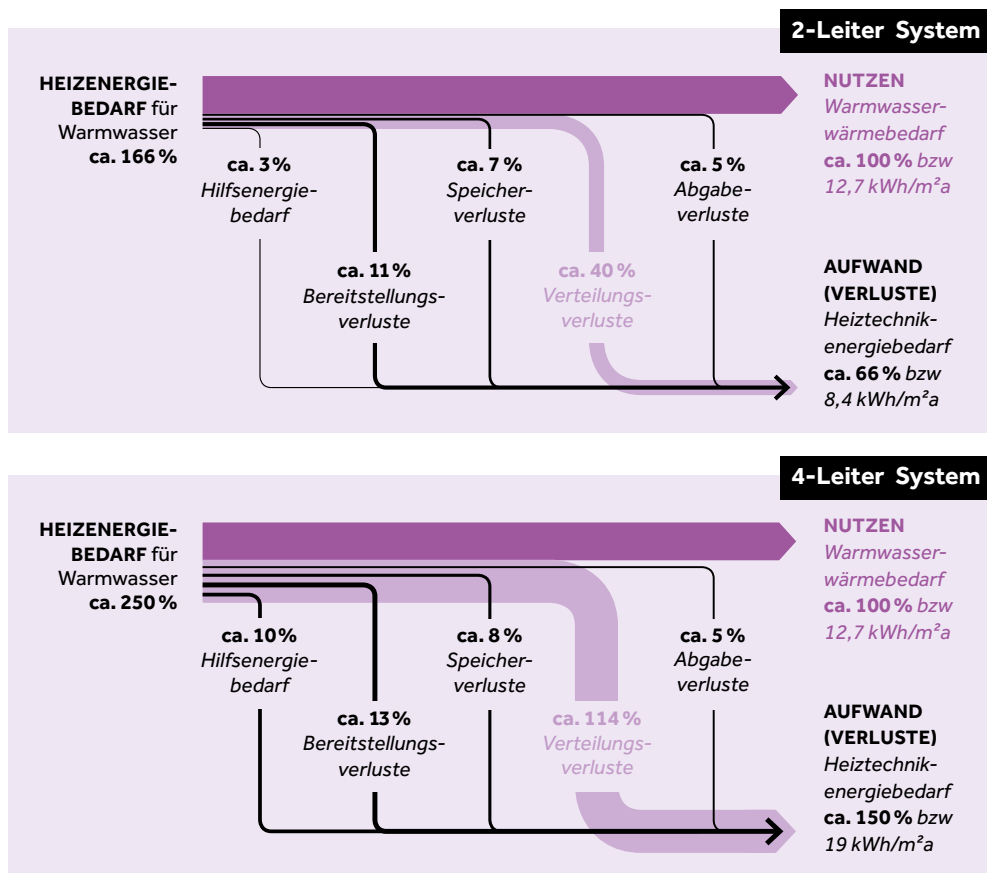 2-Leiter System
HEIZENERGIE-
BEDARF für
Warmwasser
ca. 166 %
ca. 3 %
Hilfsenergie-
bedarf
ca. 11 %
Bereitstellungs-
verluste
ca. 7 %
Speicher-
verluste
ca. 40 %
Verteilungs-
verluste
ca. 5 %
Abgabe-
verluste
NUTZEN
Warmwasser-
wärmebedarf
ca. 100 % bzw
12,7 kWh/m²a
AUFWAND
(VERLUSTE)
Heiztechnik-
energiebedarf
ca. 66 % bzw
8,4 kWh/m²a
4-Leiter System
HEIZENERGIE-
BEDARF für
Warmwasser
ca. 250 %
ca. 10 %
Hilfsenergie-
bedarf
ca. 13 %
Bereitstellungs-
verluste
ca. 8 %
Speicher-
verluste
ca. 114 %
Verteilungs-
verluste
ca. 5 %
Abgabe-
verluste
NUTZEN
Warmwasser-
wärmebedarf
ca. 100 % bzw
12,7 kWh/m²a
AUFWAND
(VERLUSTE)
Heiztechnik-
energiebedarf
ca. 150 % bzw
19 kWh/m²a